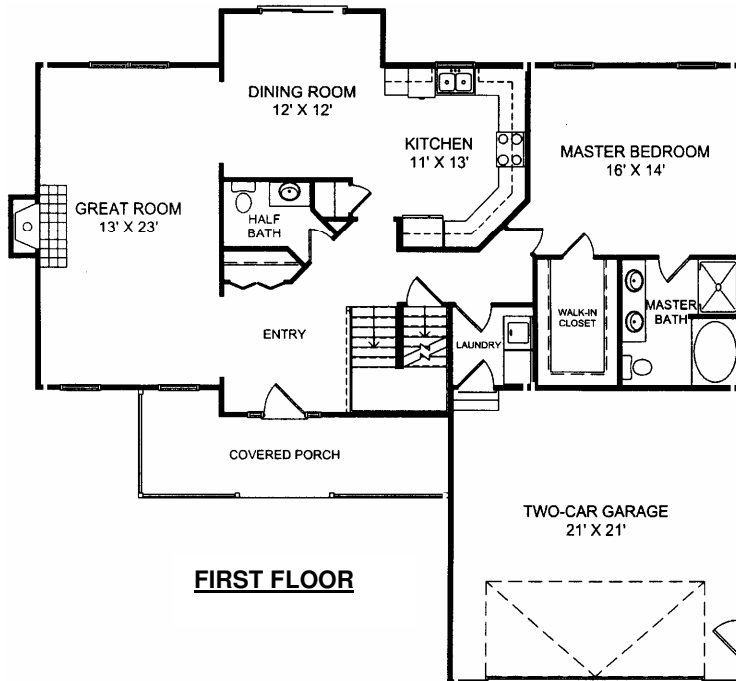 DINING ROOM
12' X 12'
KITCHEN
11' X 13'
MASTER BEDROOM
16' X 14'
GREAT ROOM
13' X 23'
HALF
BATH
WALK-IN
CLOSET
MASTER
BATH
ENTRY
LAUNDRY
COVERED PORCH
TWO-CAR GARAGE
21' X 21'
FIRST FLOOR